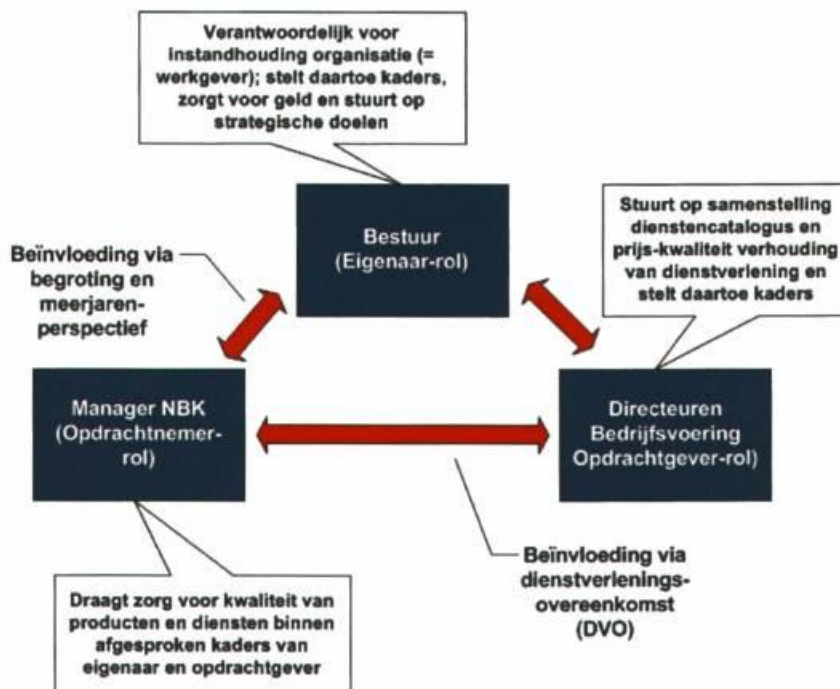 Verantwoordelijk voor
instandhouding organisatie (=
werkgever); stelt daartoe kaders,
zorgt voor geld en stuurt op
strategische doelen
Bestuur
(Eigenaar-rol)
Stuurt op samenstelling
dienstencatalogus en
prijs-kwaliteit verhouding
van dienstverlening en
stelt daartoe kaders
Beïnvloeding via
begroting en
meerjaren-
perspectief
Manager NBK
(Opdrachtnemer-
rol)
Directeuren
Bedrijfsvoering
Opdrachtgever-rol)
Beïnvloeding via
dienstverlenings-
overeenkomst
(DVO)
Draagt zorg voor kwaliteit van
producten en diensten binnen
afgesproken kaders van
eigenaar en opdrachtgever